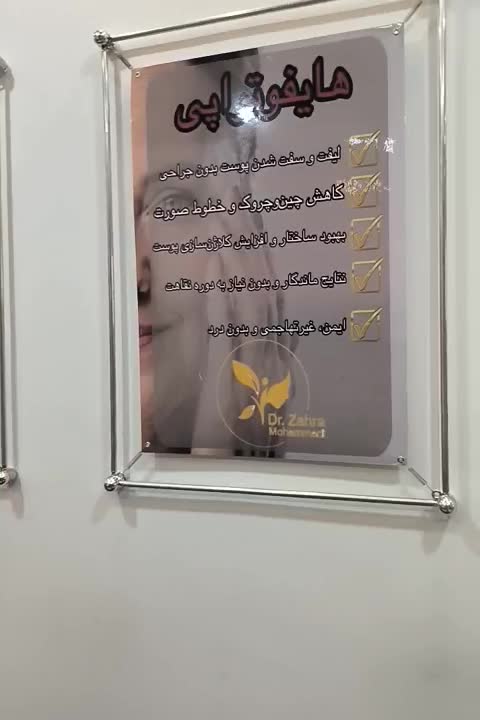 هایفوتراپی
لیفت و سفت شدن پوست بدون جراحی
کاهش چین‌وچروک و خطوط صورت
بهبود ساختار و افزایش کلاژن‌سازی پوست
نتایج ماندگار و بدون نیاز به دوره نقاهت
ایمن، غیرتهاجمی و بدون درد
Dr. Zahra
Mohammadi